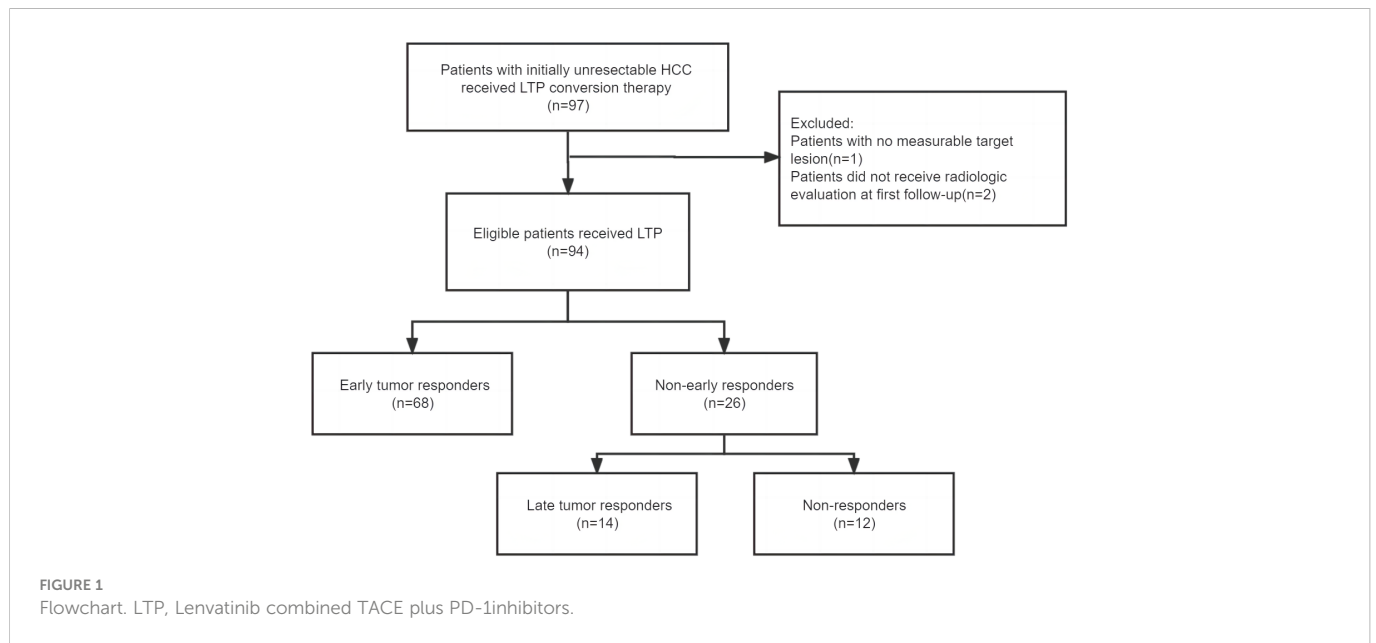 Patients with initially unresectable HCC
received LTP conversion therapy
(n=97)
Excluded:
Patients with no measurable target
lesion(n=1)
Patients did not receive radiologic
evaluation at first follow-up(n=2)
Eligible patients received LTP
(n=94)
Early tumor responders
(n=68)
Non-early responders
(n=26)
Late tumor responders
(n=14)
Non-responders
(n=12)
FIGURE 1
Flowchart. LTP, Lenvatinib combined TACE plus PD-1inhibitors.